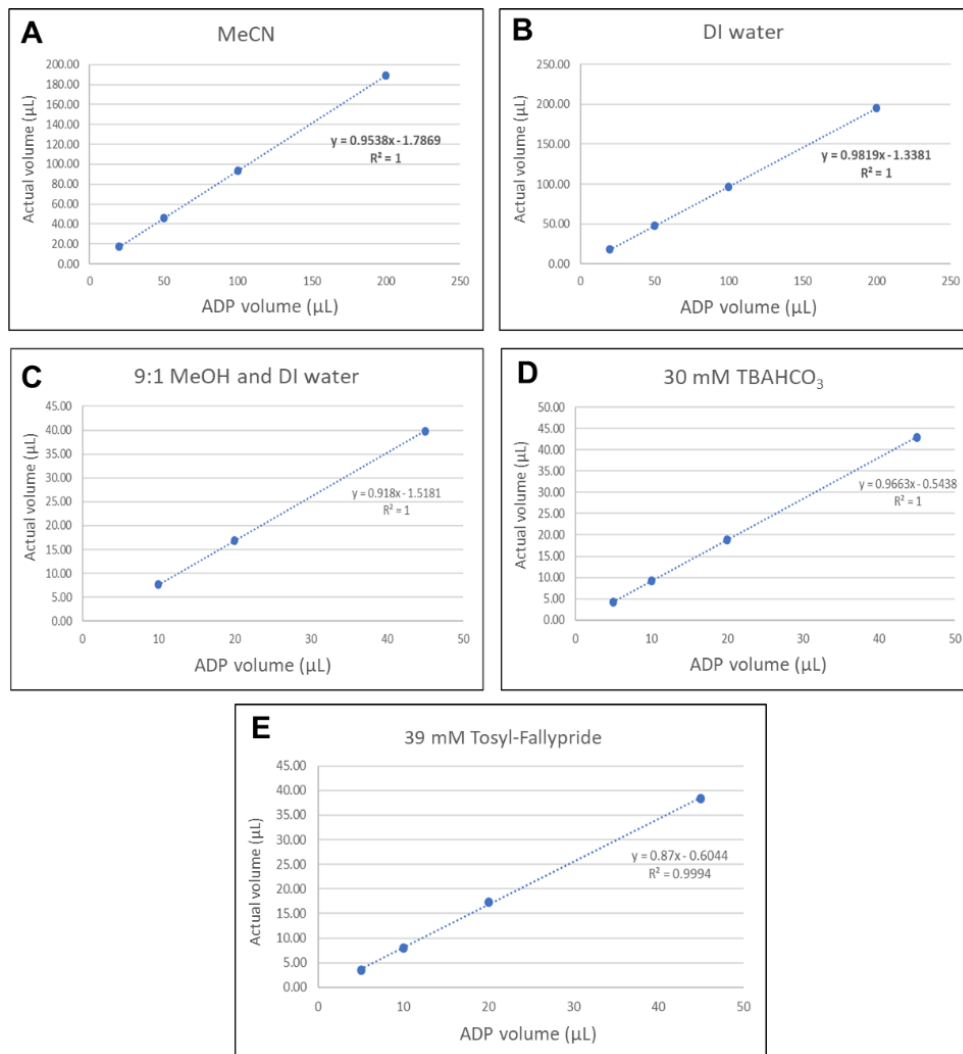 A
MeCN
Actual volume (µL)
200.00
180.00
160.00
140.00
120.00
100.00
80.00
60.00
40.00
20.00
0.00
y = 0.9538x - 1.7869
R² = 1
0 50 100 150 200 250
ADP volume (µL)
B
DI water
Actual volume (µL)
250.00
200.00
150.00
100.00
50.00
0.00
y = 0.9819x - 1.3381
R² = 1
0 50 100 150 200 250
ADP volume (µL)
C
9:1 MeOH and DI water
Actual volume (µL)
45.00
40.00
35.00
30.00
25.00
20.00
15.00
10.00
5.00
0.00
y = 0.918x - 1.5181
R² = 1
0 10 20 30 40 50
ADP volume (µL)
D
30 mM TBAHCO₃
Actual volume (µL)
50.00
45.00
40.00
35.00
30.00
25.00
20.00
15.00
10.00
5.00
0.00
y = 0.9663x - 0.5438
R² = 1
0 10 20 30 40 50
ADP volume (µL)
E
39 mM Tosyl-Fallypride
Actual volume (µL)
45.00
40.00
35.00
30.00
25.00
20.00
15.00
10.00
5.00
0.00
y = 0.87x - 0.6044
R² = 0.9994
0 10 20 30 40 50
ADP volume (µL)